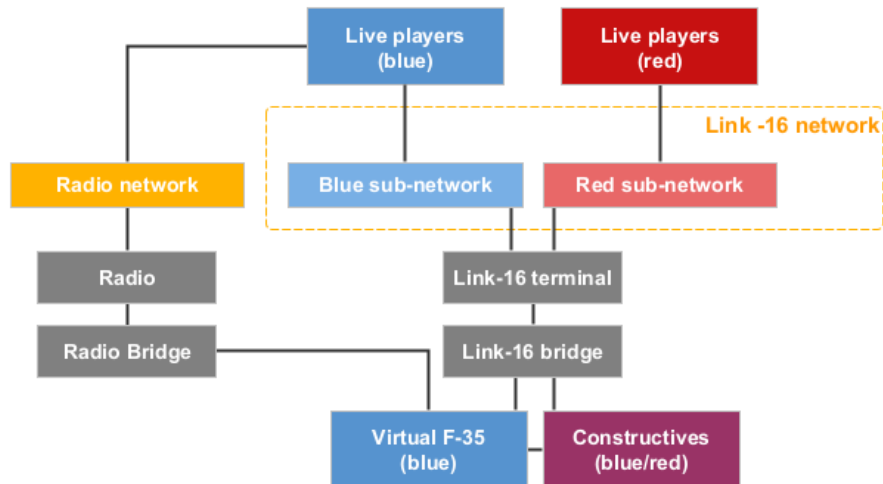 Live players
(blue)
Live players
(red)
Link -16 network
Radio network
Blue sub-network
Red sub-network
Radio
Link-16 terminal
Radio Bridge
Link-16 bridge
Virtual F-35
(blue)
Constructives
(blue/red)